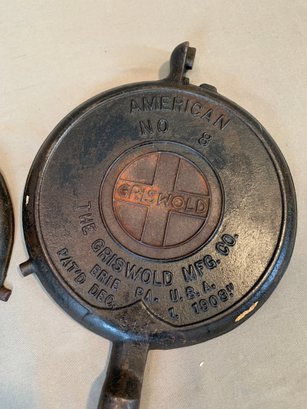 AMERICAN
NO 8
GRISWOLD
THE GRISWOLD MFG. CO.
ERIE PA. U.S.A.
PAT'D DEC. 1, 1908"